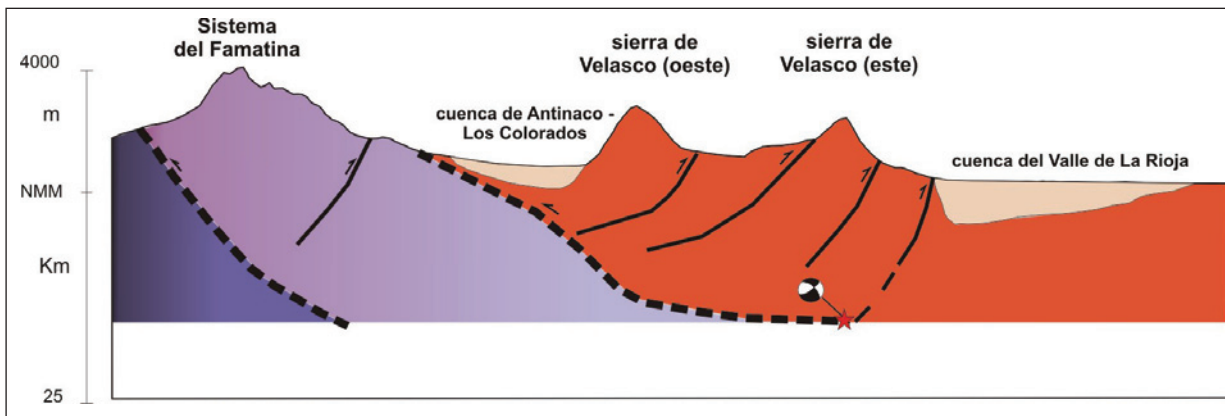 Sistema
del Famatina
sierra de
Velasco (oeste)
sierra de
Velasco (este)
4000
m
cuenca de Antinaco -
Los Colorados
cuenca del Valle de La Rioja
NMM
Km
25